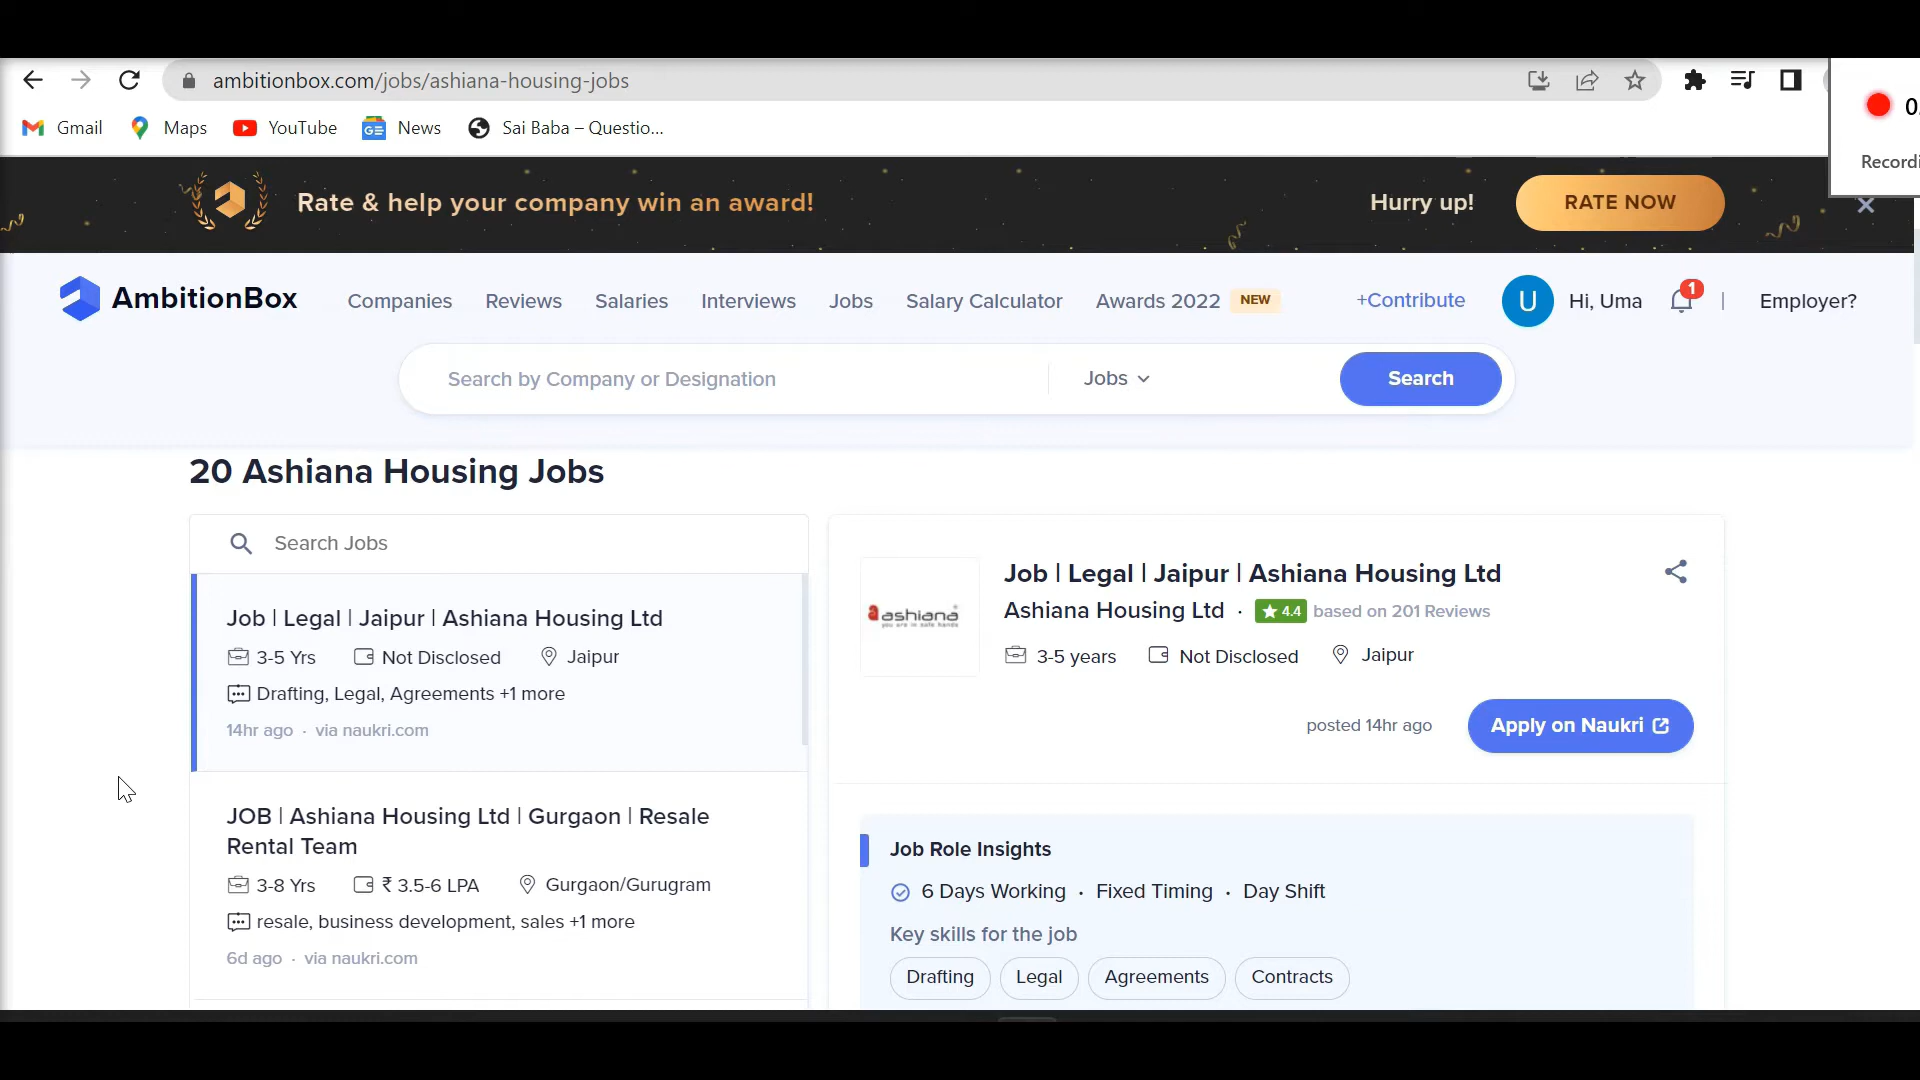 ambitionbox.com/jobs/ashiana-housing-jobs
Gmail Maps YouTube News Sai Baba – Questio...
Rate & help your company win an award! Hurry up! RATE NOW
AmbitionBox Companies Reviews Salaries Interviews Jobs Salary Calculator Awards 2022 NEW +Contribute U Hi, Uma 1 | Employer?
Search by Company or Designation Jobs Search
20 Ashiana Housing Jobs
Search Jobs
Job | Legal | Jaipur | Ashiana Housing Ltd
3-5 Yrs Not Disclosed Jaipur
Drafting, Legal, Agreements +1 more
14hr ago · via naukri.com
JOB | Ashiana Housing Ltd | Gurgaon | Resale
Rental Team
3-8 Yrs ₹ 3.5-6 LPA Gurgaon/Gurugram
resale, business development, sales +1 more
6d ago · via naukri.com
ashiana
you are in safe hands
Job | Legal | Jaipur | Ashiana Housing Ltd
Ashiana Housing Ltd · 4.4 based on 201 Reviews
3-5 years Not Disclosed Jaipur
posted 14hr ago Apply on Naukri
Job Role Insights
6 Days Working · Fixed Timing · Day Shift
Key skills for the job
Drafting Legal Agreements Contracts